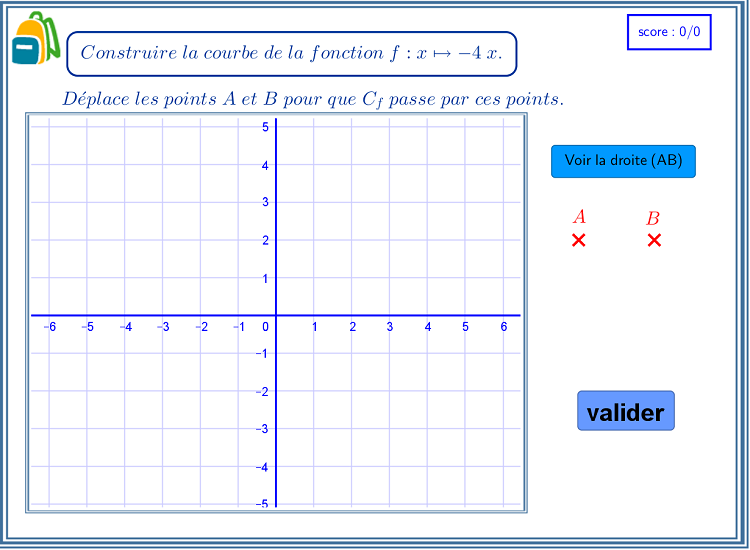 score : 0/0
Construire la courbe de la fonction f : x ↦ −4 x.
Déplace les points A et B pour que C_f passe par ces points.
Voir la droite (AB)
A B
valider
5
4
3
2
1
−6 −5 −4 −3 −2 −1 0 1 2 3 4 5 6
−1
−2
−3
−4
−5